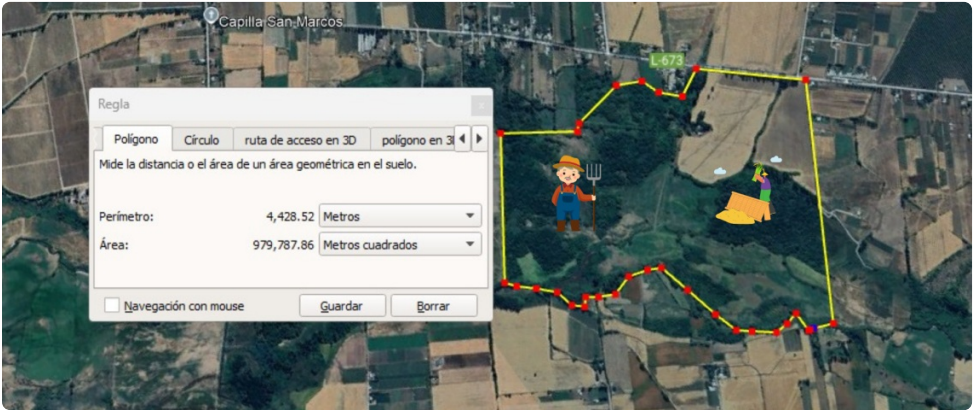 Capilla San Marcos
L-673
Regla
Polígono Círculo ruta de acceso en 3D polígono en 3
Mide la distancia o el área de un área geométrica en el suelo.
Perímetro: 4,428.52 Metros
Área: 979,787.86 Metros cuadrados
Navegación con mouse Guardar Borrar